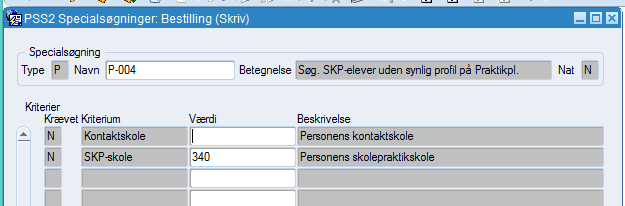 PSS2 Specialsøgninger: Bestilling (Skriv)
Specialsøgning
Type P Navn P-004 Betegnelse Søg. SKP-elever uden synlig profil på Praktikpl. Nat N
Kriterier
Krævet Kriterium Værdi Beskrivelse
N Kontaktskole Personens kontaktskole
N SKP-skole 340 Personens skolepraktikskole